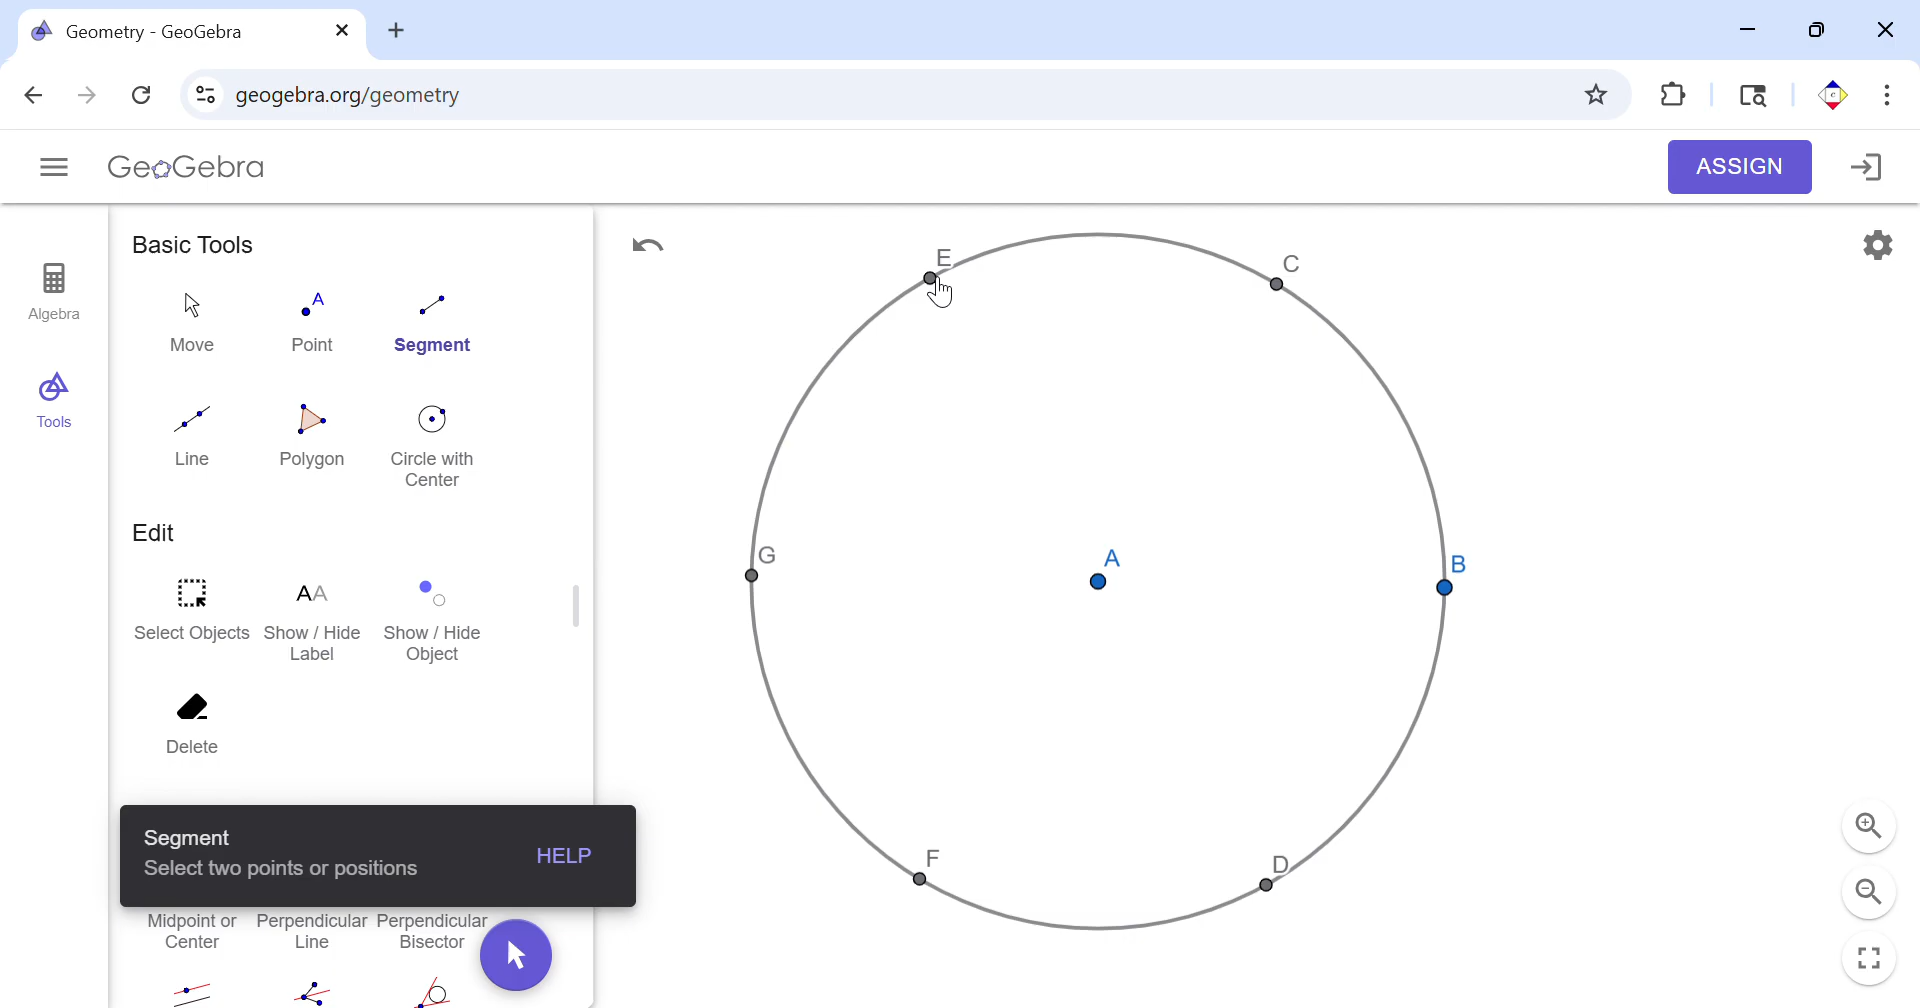 Geometry - GeoGebra
geogebra.org/geometry
GeoGebra
ASSIGN
Algebra
Tools
Basic Tools
A
Move
Point
Segment
Line
Polygon
Circle with
Center
Edit
AA
Select Objects
Show / Hide
Label
Show / Hide
Object
Delete
Segment
Select two points or positions
HELP
Midpoint or
Center
Perpendicular
Line
Perpendicular
Bisector
E
C
G
A
B
F
D